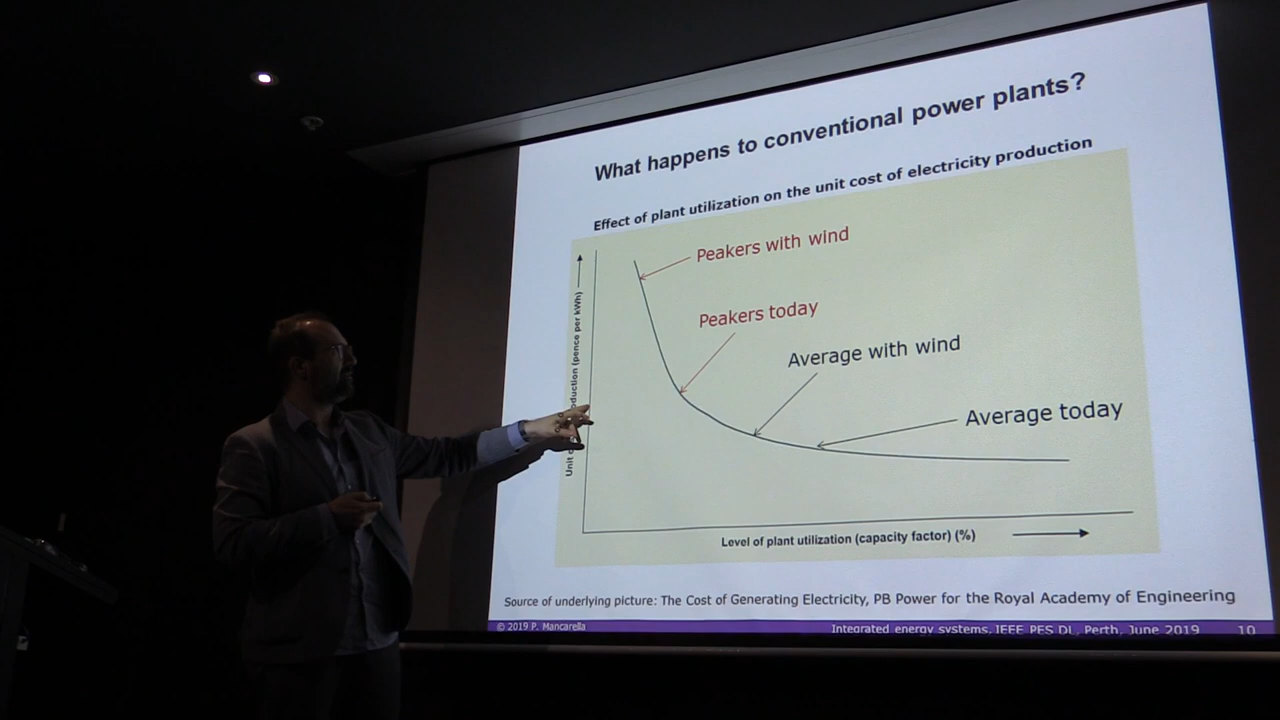 What happens to conventional power plants?
Effect of plant utilization on the unit cost of electricity production
Peakers with wind
Peakers today
Average with wind
Average today
Unit
duction (pence per kWh)
Level of plant utilization (capacity factor) (%)
Source of underlying picture: The Cost of Generating Electricity, PB Power for the Royal Academy of Engineering
© 2019 P. Mancarella
Integrated energy systems, IEEE PES DL, Perth, June 2019
10